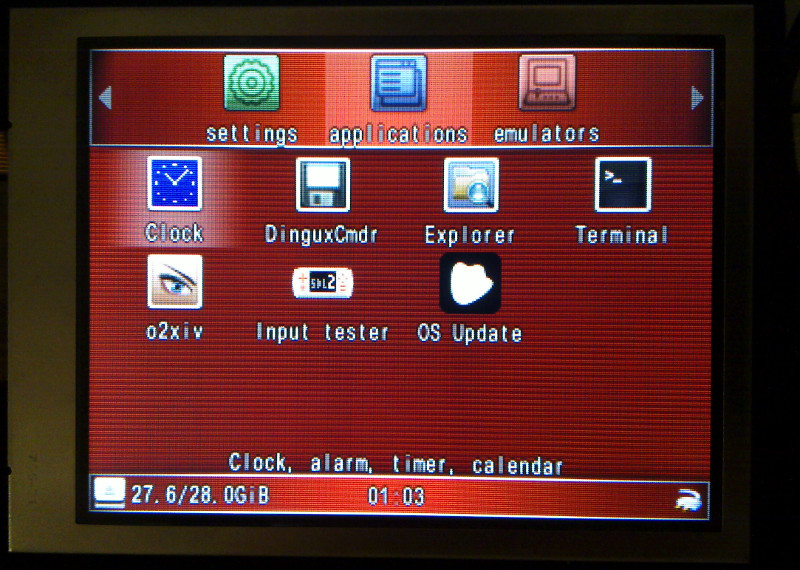 settings applications emulators
Clock DinguxCmdr Explorer Terminal
>_
o2xiv Input tester OS Update
SDL2
Clock, alarm, timer, calendar
27.6/28.0GiB 01:03